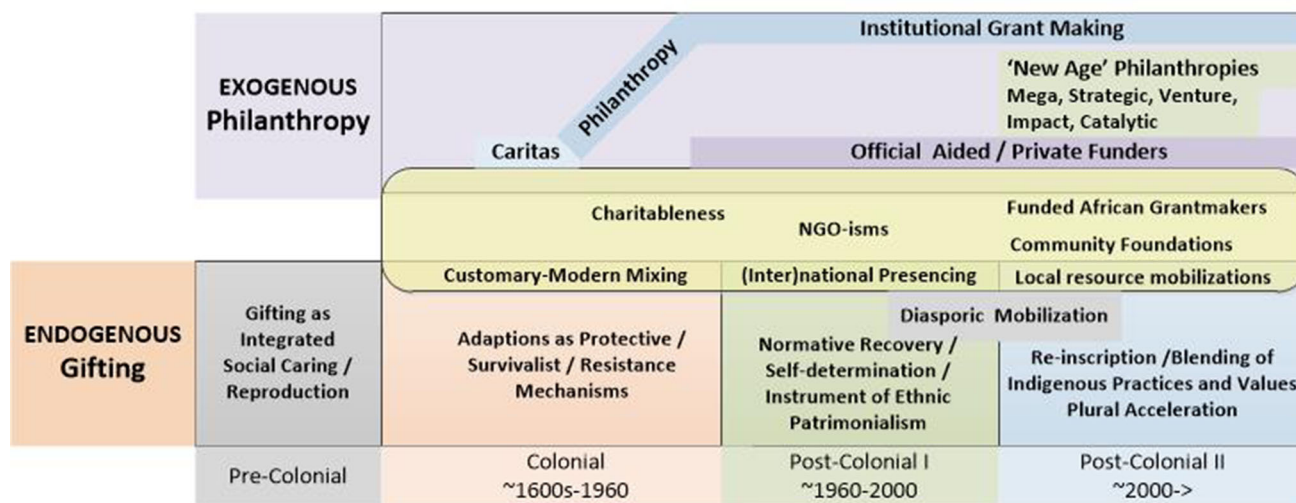 Institutional Grant Making
EXOGENOUS
Philanthropy
Philanthropy
'New Age' Philanthropies
Mega, Strategic, Venture,
Impact, Catalytic
Caritas
Official Aided / Private Funders
Charitableness
NGO-isms
Funded African Grantmakers
Community Foundations
Customary-Modern Mixing
(Inter)national Presencing
Local resource mobilizations
ENDOGENOUS
Gifting
Gifting as
Integrated
Social Caring /
Reproduction
Adaptions as Protective /
Survivalist / Resistance
Mechanisms
Diasporic Mobilization
Normative Recovery /
Self-determination /
Instrument of Ethnic
Patrimonialism
Re-inscription /Blending of
Indigenous Practices and Values
Plural Acceleration
Pre-Colonial
Colonial
~1600s-1960
Post-Colonial I
~1960-2000
Post-Colonial II
~2000->